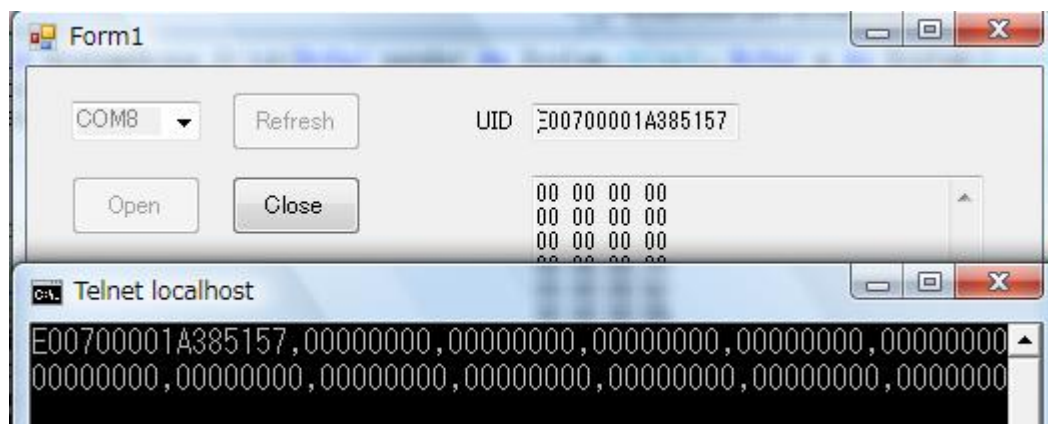 Form1
COM8 Refresh UID E00700001A385157
Open Close
00 00 00 00
00 00 00 00
00 00 00 00
Telnet localhost
E00700001A385157,00000000,00000000,00000000,00000000,00000000
00000000,00000000,00000000,00000000,00000000,00000000,0000000